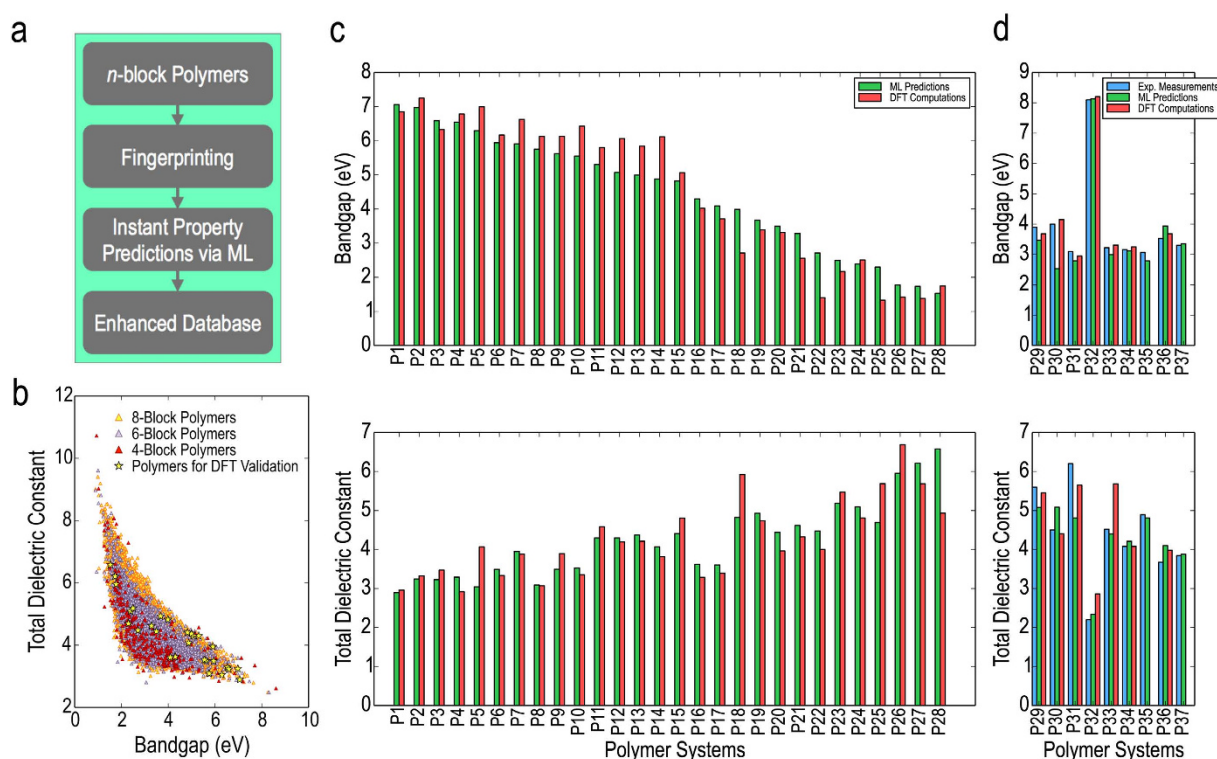 a
n-block Polymers
Fingerprinting
Instant Property
Predictions via ML
Enhanced Database
b
12
10
8
6
4
2
Total Dielectric Constant
8-Block Polymers
6-Block Polymers
4-Block Polymers
Polymers for DFT Validation
0 2 4 6 8 10
Bandgap (eV)
c
8
7
6
5
4
3
2
1
0
Bandgap (eV)
ML Predictions
DFT Computations
P1 P2 P3 P4 P5 P6 P7 P8 P9 P10 P11 P12 P13 P14 P15 P16 P17 P18 P19 P20 P21 P22 P23 P24 P25 P26 P27 P28
7
6
5
4
3
2
1
0
Total Dielectric Constant
P1 P2 P3 P4 P5 P6 P7 P8 P9 P10 P11 P12 P13 P14 P15 P16 P17 P18 P19 P20 P21 P22 P23 P24 P25 P26 P27 P28
Polymer Systems
d
9
8
7
6
5
4
3
2
1
0
Bandgap (eV)
Exp. Measurements
ML Predictions
DFT Computations
P29 P30 P31 P32 P33 P34 P35 P36 P37
7
6
5
4
3
2
1
0
Total Dielectric Constant
P29 P30 P31 P32 P33 P34 P35 P36 P37
Polymer Systems